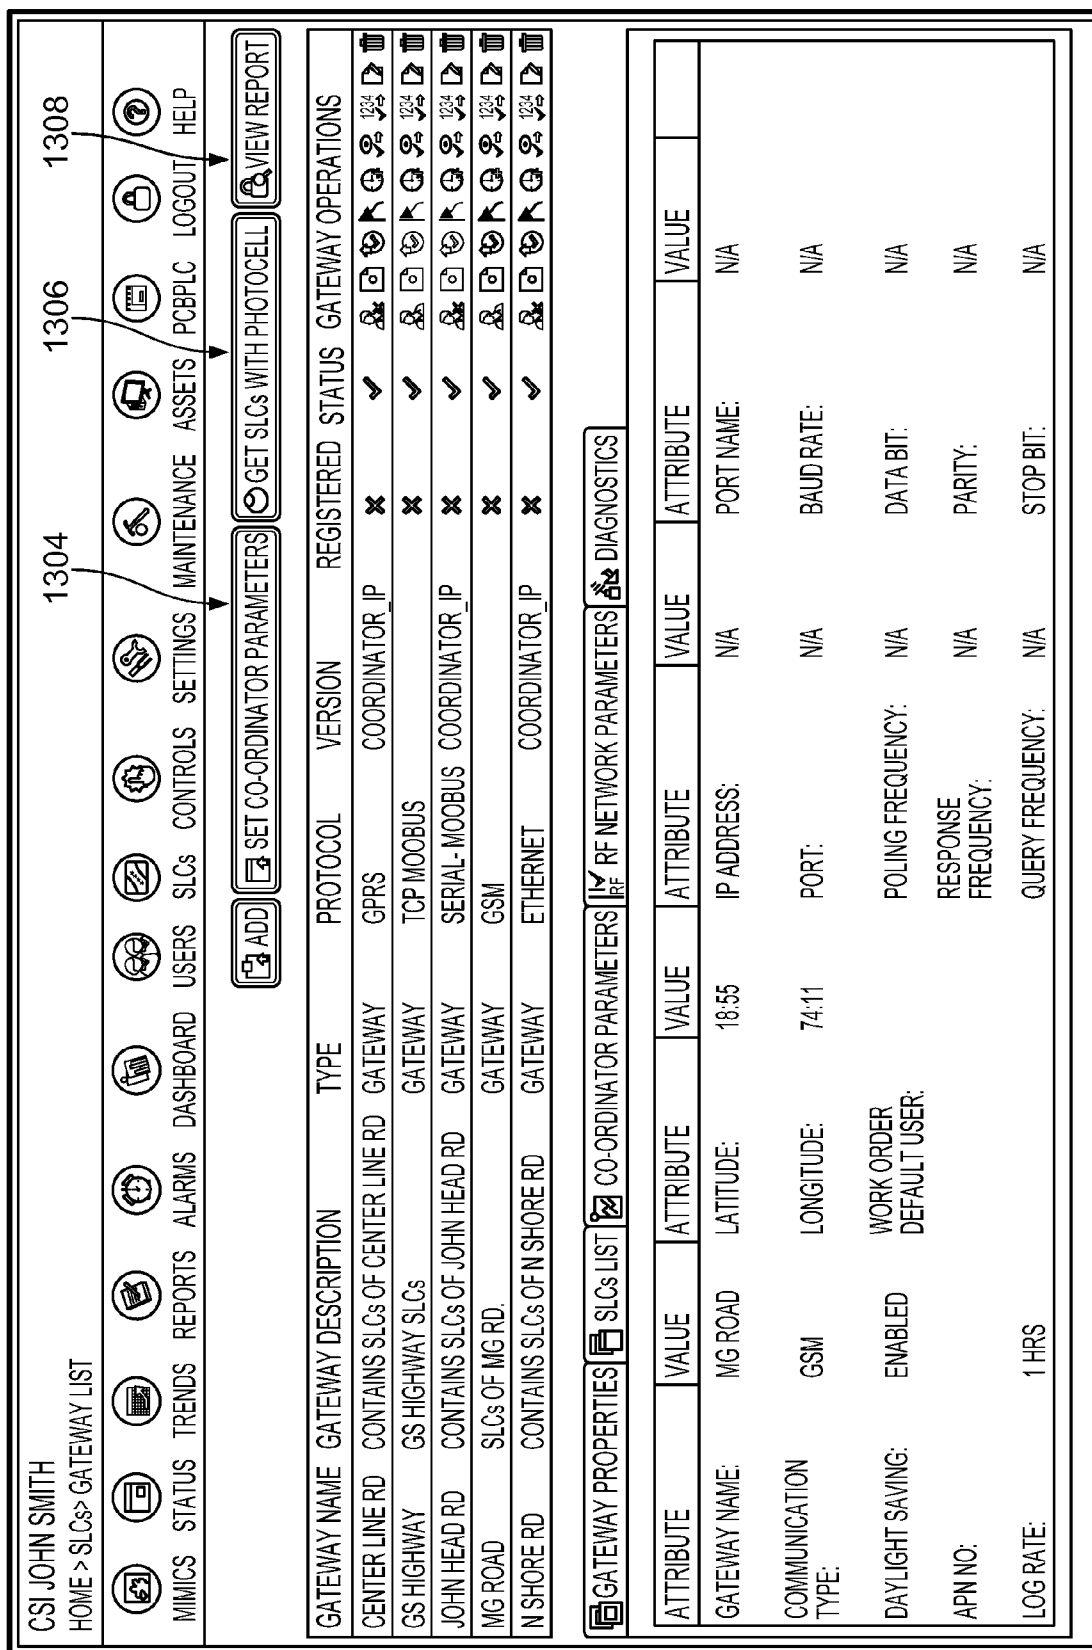 1304 1306 1308
CSI JOHN SMITH
HOME > SLCs> GATEWAY LIST
MIMICS STATUS TRENDS REPORTS ALARMS DASHBOARD USERS SLCs CONTROLS SETTINGS MAINTENANCE ASSETS PCBPLC LOGOUT HELP
ADD SET CO-ORDINATOR PARAMETERS GET SLCs WITH PHOTOCELL VIEW REPORT
GATEWAY NAME GATEWAY DESCRIPTION TYPE PROTOCOL VERSION REGISTERED STATUS GATEWAY OPERATIONS
CENTER LINE RD CONTAINS SLCs OF CENTER LINE RD GATEWAY GPRS COORDINATOR_IP 1234
GS HIGHWAY GS HIGHWAY SLCs GATEWAY TCP MOOBUS 1234
JOHN HEAD RD CONTAINS SLCs OF JOHN HEAD RD GATEWAY SERIAL- MOOBUS COORDINATOR_IP 1234
MG ROAD SLCs OF MG RD. GATEWAY GSM 1234
N SHORE RD CONTAINS SLCs OF N SHORE RD GATEWAY ETHERNET COORDINATOR_IP 1234
GATEWAY PROPERTIES SLCs LIST CO-ORDINATOR PARAMETERS RF RF NETWORK PARAMETERS DIAGNOSTICS
ATTRIBUTE VALUE ATTRIBUTE VALUE ATTRIBUTE VALUE ATTRIBUTE VALUE
GATEWAY NAME: MG ROAD LATITUDE: 18:55 IP ADDRESS: N/A PORT NAME: N/A
COMMUNICATION
TYPE: GSM LONGITUDE: 74:11 PORT: N/A BAUD RATE: N/A
DAYLIGHT SAVING: ENABLED WORK ORDER
DEFAULT USER: POLING FREQUENCY: N/A DATA BIT: N/A
APN NO: RESPONSE
FREQUENCY: N/A PARITY: N/A
LOG RATE: 1 HRS QUERY FREQUENCY: N/A STOP BIT: N/A